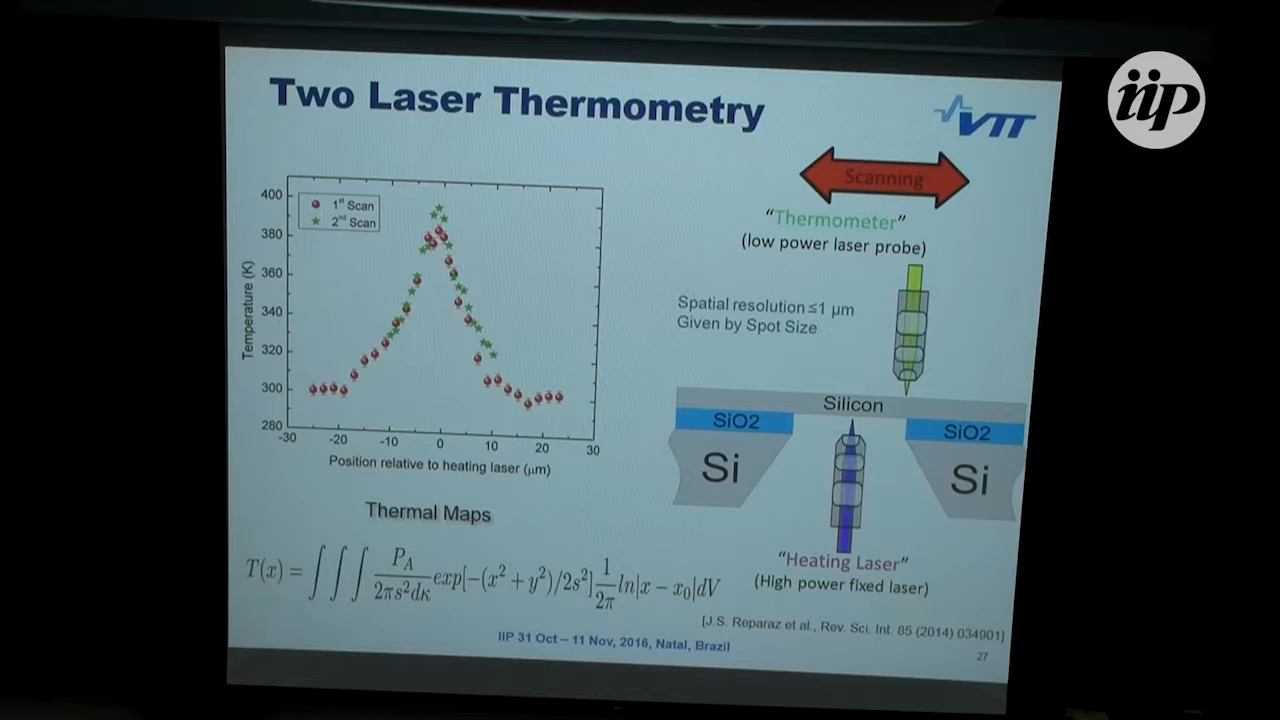 iip
Two Laser Thermometry
VTT
Scanning
"Thermometer"
(low power laser probe)
1st Scan
2nd Scan
400
380
360
340
320
300
280
Temperature (K)
-30 -20 -10 0 10 20 30
Position relative to heating laser (μm)
Spatial resolution ≤1 μm
Given by Spot Size
Silicon
SiO2 SiO2
Si Si
"Heating Laser"
(High power fixed laser)
Thermal Maps
T(x) = ∫∫∫ P_A/2πs²dκ exp[−(x² + y²)/2s²] 1/2π ln|x − x₀|dV
[J.S. Reparaz et al., Rev. Sci. Int. 85 (2014) 034901]
IIP 31 Oct – 11 Nov, 2016, Natal, Brazil
27